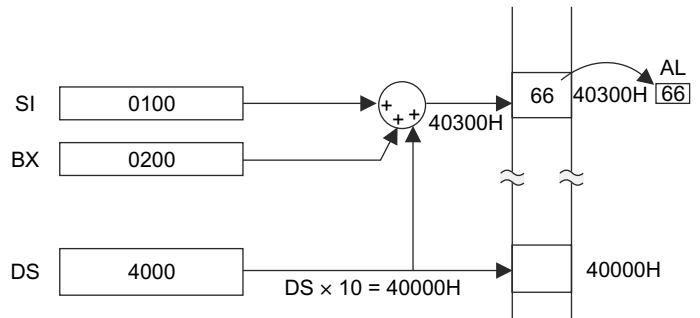 AL
SI 0100 66 40300H 66
40300H
BX 0200
DS 4000 40000H
DS × 10 = 40000H